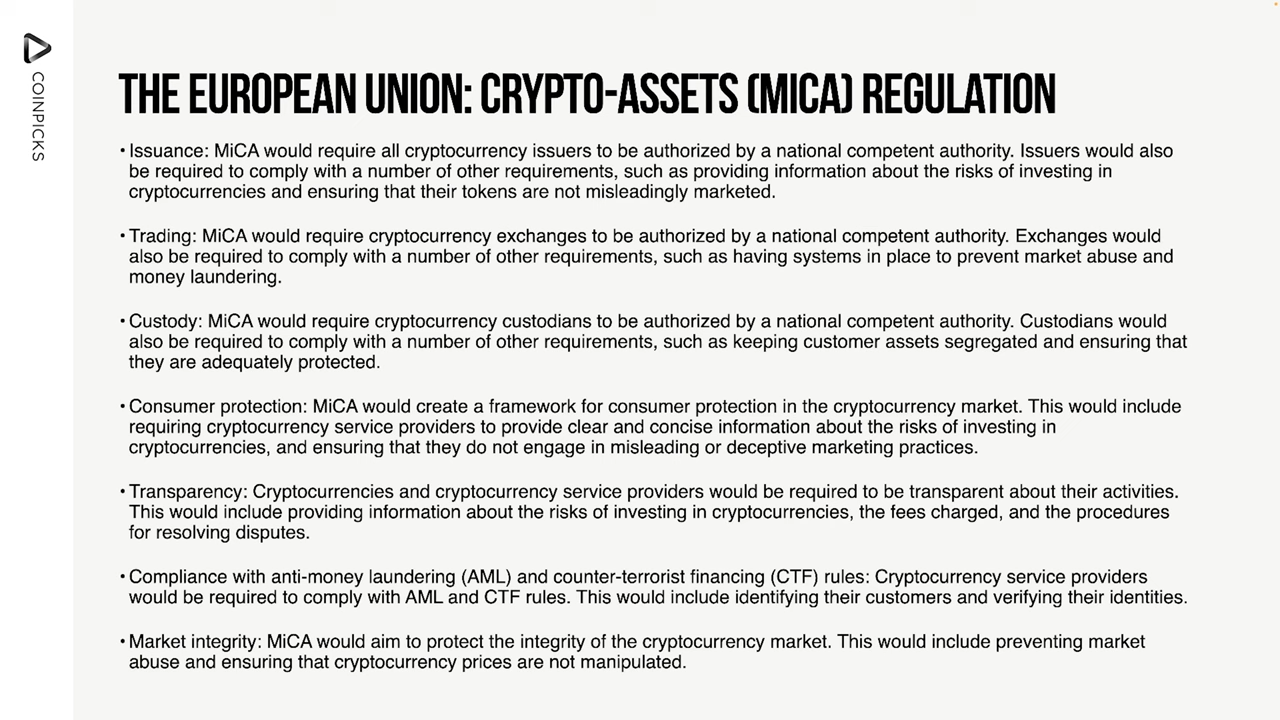 COINPICKS
THE EUROPEAN UNION: CRYPTO-ASSETS (MICA) REGULATION
• Issuance: MiCA would require all cryptocurrency issuers to be authorized by a national competent authority. Issuers would also
be required to comply with a number of other requirements, such as providing information about the risks of investing in
cryptocurrencies and ensuring that their tokens are not misleadingly marketed.
• Trading: MiCA would require cryptocurrency exchanges to be authorized by a national competent authority. Exchanges would
also be required to comply with a number of other requirements, such as having systems in place to prevent market abuse and
money laundering.
• Custody: MiCA would require cryptocurrency custodians to be authorized by a national competent authority. Custodians would
also be required to comply with a number of other requirements, such as keeping customer assets segregated and ensuring that
they are adequately protected.
• Consumer protection: MiCA would create a framework for consumer protection in the cryptocurrency market. This would include
requiring cryptocurrency service providers to provide clear and concise information about the risks of investing in
cryptocurrencies, and ensuring that they do not engage in misleading or deceptive marketing practices.
• Transparency: Cryptocurrencies and cryptocurrency service providers would be required to be transparent about their activities.
This would include providing information about the risks of investing in cryptocurrencies, the fees charged, and the procedures
for resolving disputes.
• Compliance with anti-money laundering (AML) and counter-terrorist financing (CTF) rules: Cryptocurrency service providers
would be required to comply with AML and CTF rules. This would include identifying their customers and verifying their identities.
• Market integrity: MiCA would aim to protect the integrity of the cryptocurrency market. This would include preventing market
abuse and ensuring that cryptocurrency prices are not manipulated.